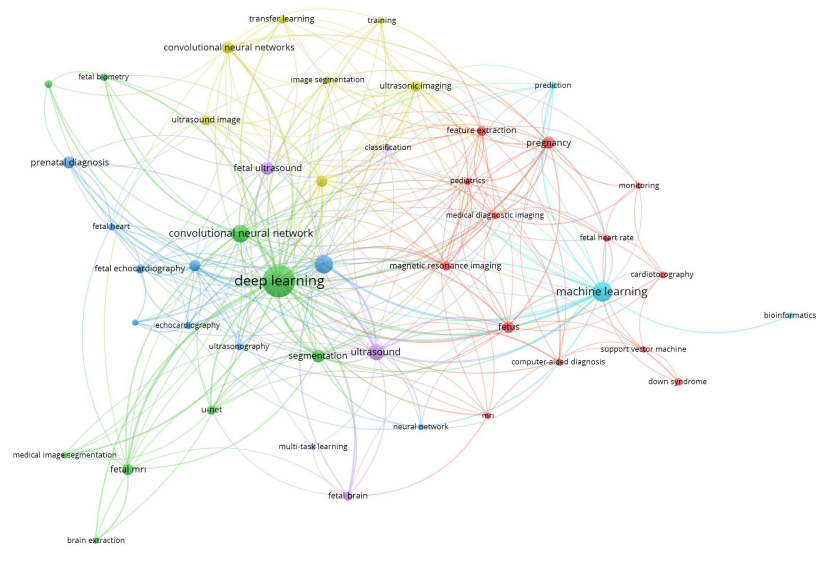 transfer learning
training
convolutional neural networks
fetal biometry
image segmentation
ultrasonic imaging
prediction
ultrasound image
feature extraction
pregnancy
classification
prenatal diagnosis
fetal ultrasound
pediatrics
monitoring
medical diagnostic imaging
fetal heart
convolutional neural network
fetal heart rate
fetal echocardiography
magnetic resonance imaging
cardiotocography
deep learning
machine learning
bioinformatics
echocardiography
fetus
ultrasonography
segmentation
ultrasound
support vector machine
computer-aided diagnosis
down syndrome
u-net
mri
neural network
multi-task learning
medical image segmentation
fetal mri
fetal brain
brain extraction